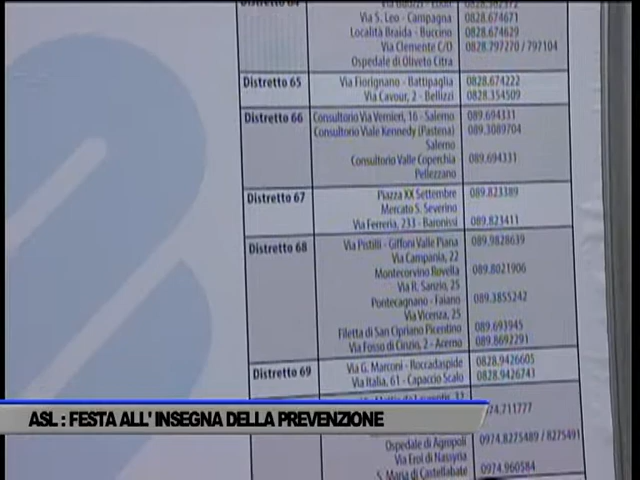 Distretto 64
Via S. Leo - Campagna 0828.674671
Località Braida - Buccino 0828.674629
Via Clemente C/D 0828.797270 / 797104
Ospedale di Oliveto Citra
Distretto 65 Via Fiorignano - Battipaglia 0828.674222
Via Cavour, 2 - Bellizzi 0828.354509
Distretto 66 Consultorio Via Vernieri, 16 - Salerno 089.694331
Consultorio Viale Kennedy (Pastena) 089.3089704
Salerno
Consultorio Valle Coperchia 089.694331
Pellezzano
Distretto 67 Piazza XX Settembre 089.823389
Mercato S. Severino
Via Ferreria, 233 - Baronissi 089.823411
Distretto 68 Via Pistilli - Giffoni Valle Piana 089.9828639
Via Campania, 22
Montecorvino Rovella 089.8021906
Via R. Sanzio, 25
Pontecagnano - Faiano 089.3855242
Via Vicenza, 25
Filetta di San Cipriano Picentino 089.693945
Via Fosso di Cinzio, 2 - Acerno 089.8692291
Distretto 69 Via G. Marconi - Roccadaspide 0828.9426605
Via Italia, 61 - Capaccio Scalo 0828.9426743
74.711777
ASL : FESTA ALL' INSEGNA DELLA PREVENZIONE
Ospedale di Agropoli 0974.8275489 / 8275491
Via Eroi di Nassirya
S. Maria di Castellabate 0974.960584